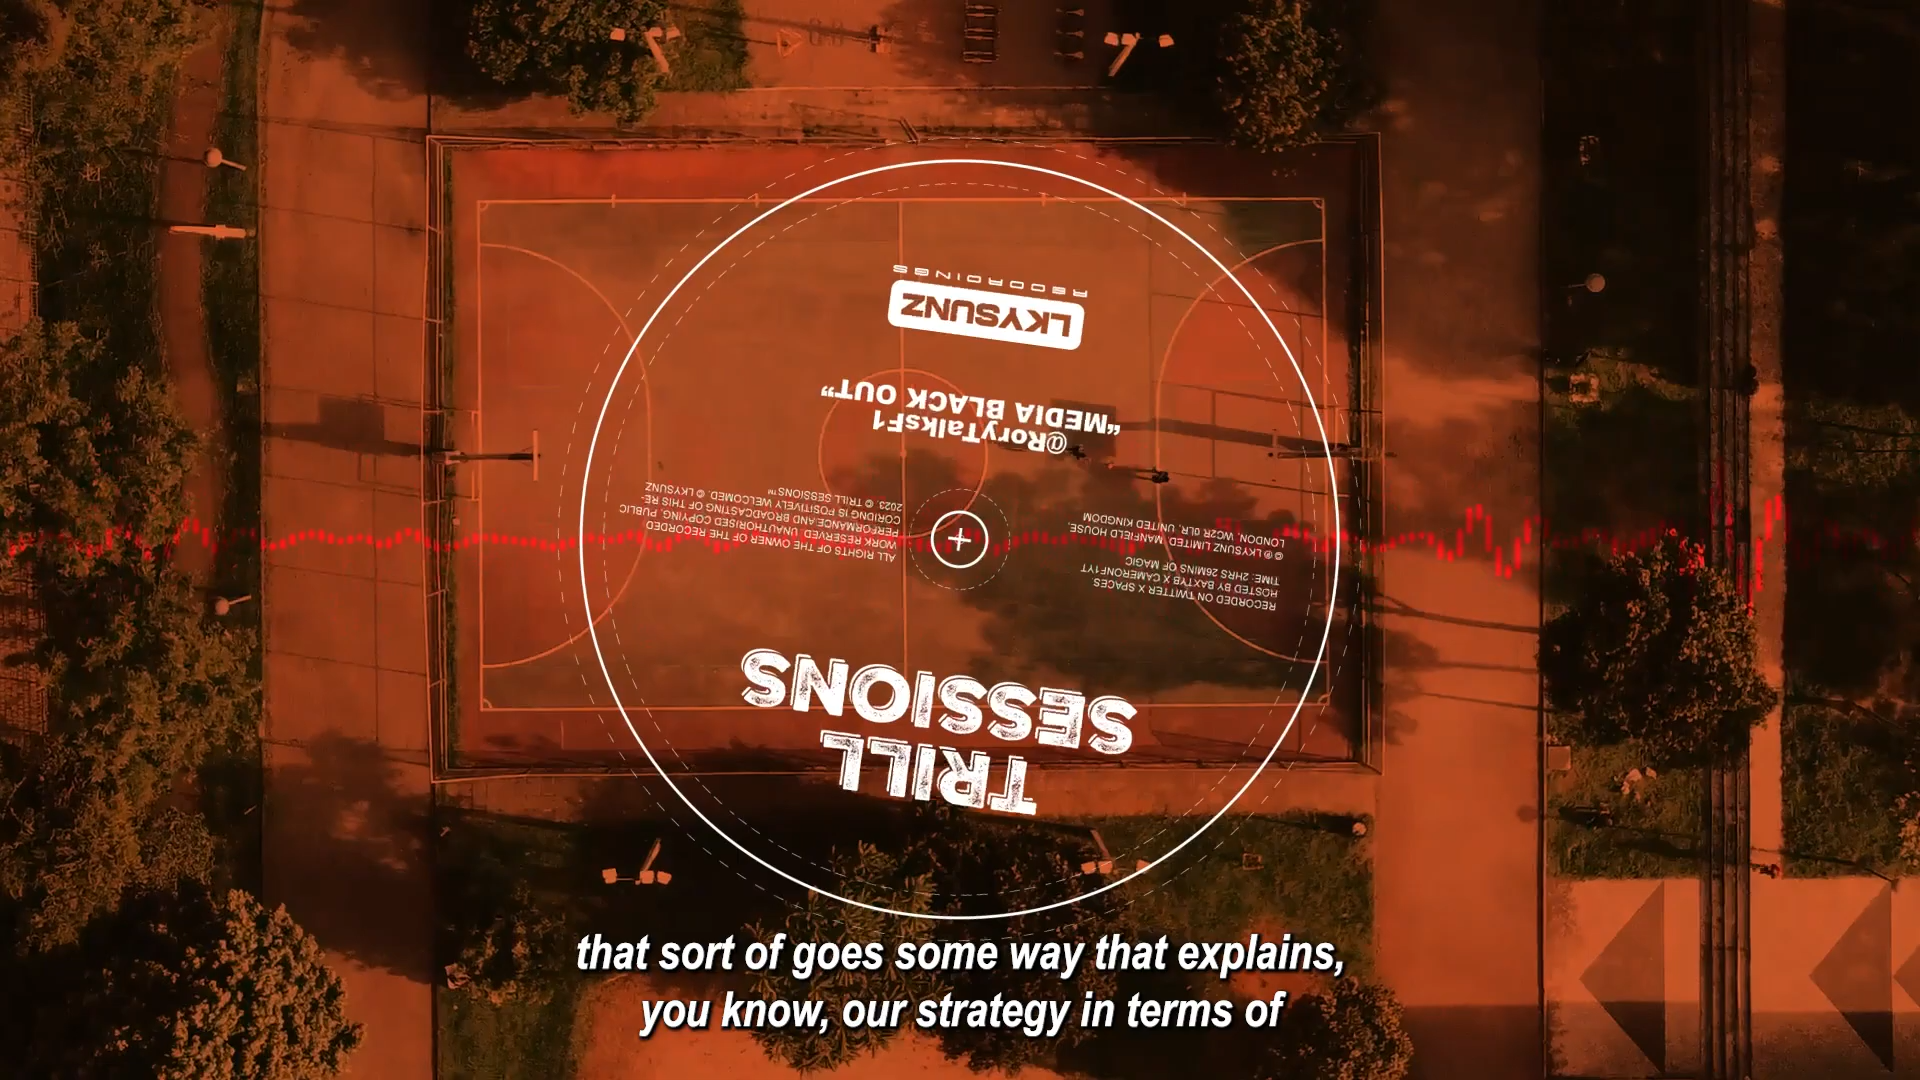 TRILL
SESSIONS
RECORDED ON TWITTER X SPACES
HOSTED BY BAXTYB X CAMERONF1YT
TIME: 2HRS 26MINS OF MAGIC
© ℗ LKYSUNZ LIMITED, MANFIELD HOUSE,
LONDON, WC2R 0LR, UNITED KINGDOM
ALL RIGHTS OF THE OWNER OF THE RECORDED
WORK RESERVED. UNAUTHORISED COPYING, PUBLIC
PERFORMANCE AND BROADCASTING OF THIS RE-
CORIDNG IS POSITIVELY WELCOMED. © LKYSUNZ
2023 © TRILL SESSIONS™
@RoryTalksF1
“MEDIA BLACK OUT”
LKYSUNZ
RECORDINGS
that sort of goes some way that explains,
you know, our strategy in terms of